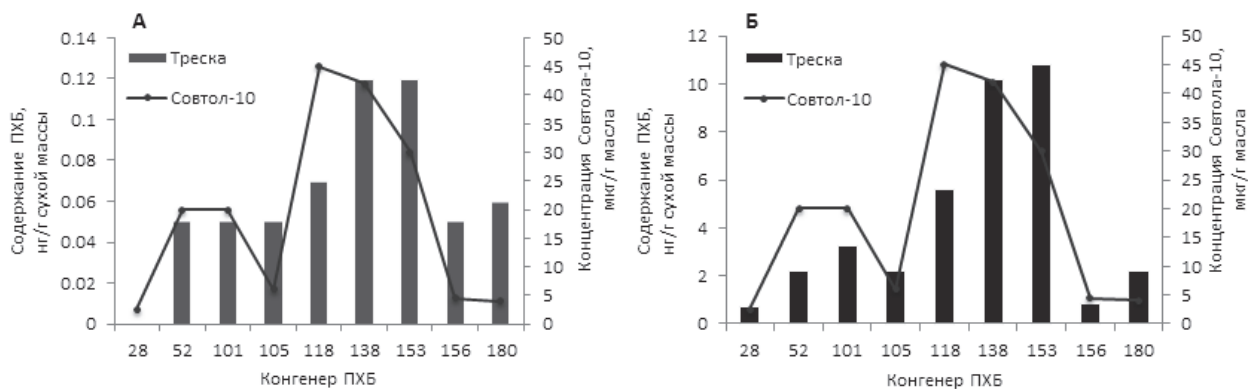 А
Содержание ПХБ,
нг/г сухой массы
0.14
0.12
0.1
0.08
0.06
0.04
0.02
0
Треска
Совтол-10
50
45
40
35
30
25
20
15
10
5
0
Концентрация Совтола-10,
мкг/г масла
28 52 101 105 118 138 153 156 180
Конгенер ПХБ
Б
Содержание ПХБ,
нг/г сухой массы
12
10
8
6
4
2
0
Треска
Совтол-10
50
45
40
35
30
25
20
15
10
5
0
Концентрация Совтола-10,
мкг/г масла
28 52 101 105 118 138 153 156 180
Конгенер ПХБ